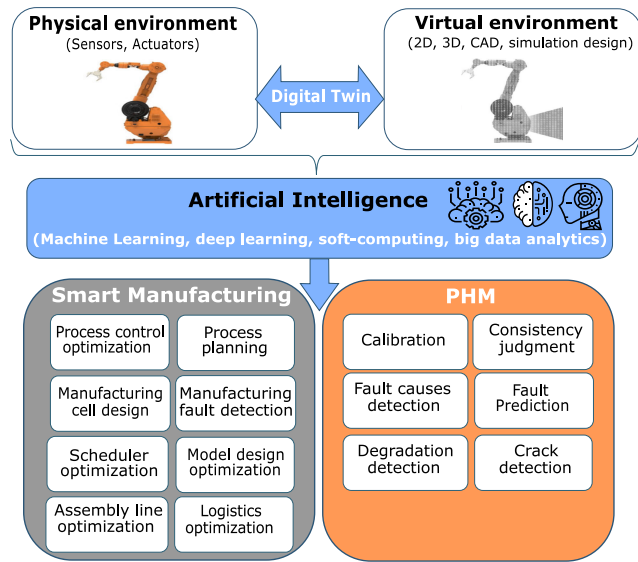 Physical environment
(Sensors, Actuators)
Virtual environment
(2D, 3D, CAD, simulation design)
Digital Twin
Artificial Intelligence
(Machine Learning, deep learning, soft-computing, big data analytics)
Smart Manufacturing
Process control
optimization
Process
planning
Manufacturing
cell design
Manufacturing
fault detection
Scheduler
optimization
Model design
optimization
Assembly line
optimization
Logistics
optimization
PHM
Calibration
Consistency
judgment
Fault causes
detection
Fault
Prediction
Degradation
detection
Crack
detection